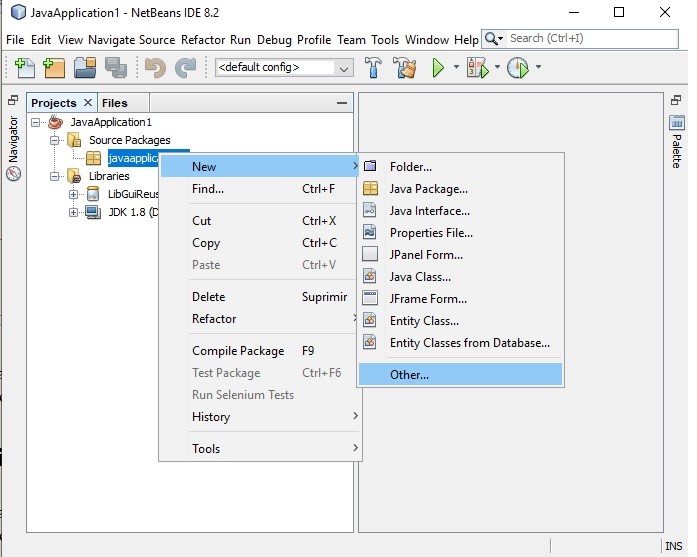 JavaApplication1 - NetBeans IDE 8.2
File Edit View Navigate Source Refactor Run Debug Profile Team Tools Window Help Search (Ctrl+I)
<default config>
Projects Files
Navigator
Palette
JavaApplication1
Source Packages
javaapplic
Libraries
LibGuiReus
JDK 1.8 (D
New
Find... Ctrl+F
Cut Ctrl+X
Copy Ctrl+C
Paste Ctrl+V
Delete Suprimir
Refactor
Compile Package F9
Test Package Ctrl+F6
Run Selenium Tests
History
Tools
Folder...
Java Package...
Java Interface...
Properties File...
JPanel Form...
Java Class...
JFrame Form...
Entity Class...
Entity Classes from Database...
Other...
INS